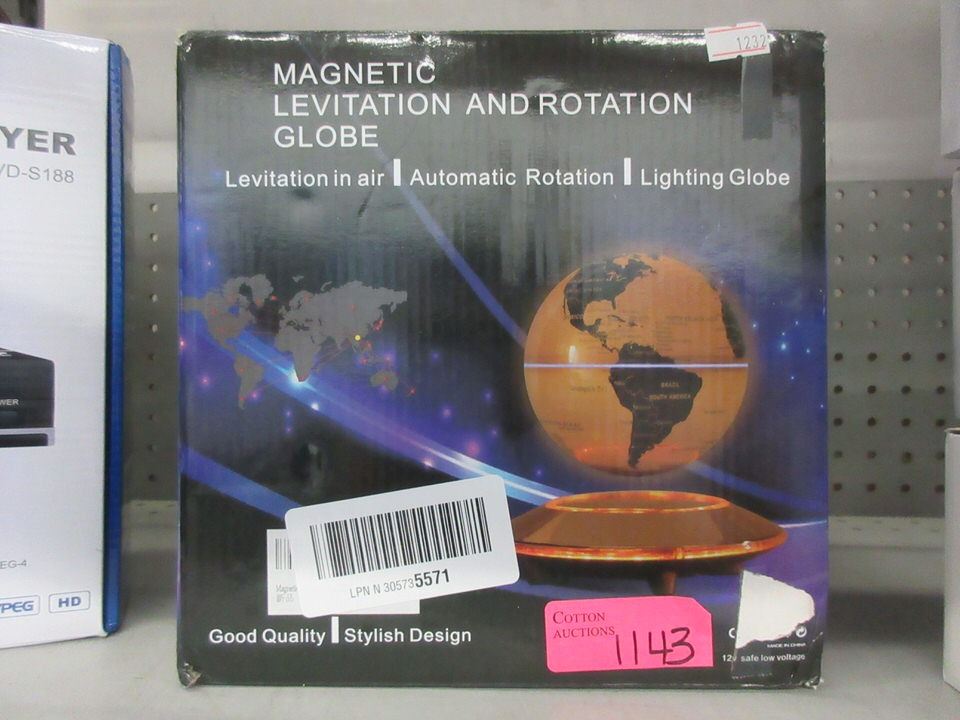 1232
MAGNETIC
LEVITATION AND ROTATION
GLOBE
Levitation in air | Automatic Rotation | Lighting Globe
YER
VD-S188
BRAZIL
SOUTH AMERICA
WER
LPN N 305735571
EG-4
MPEG
HD
Good Quality | Stylish Design
COTTON
AUCTIONS
1143
MADE IN CHINA
12v safe low voltage